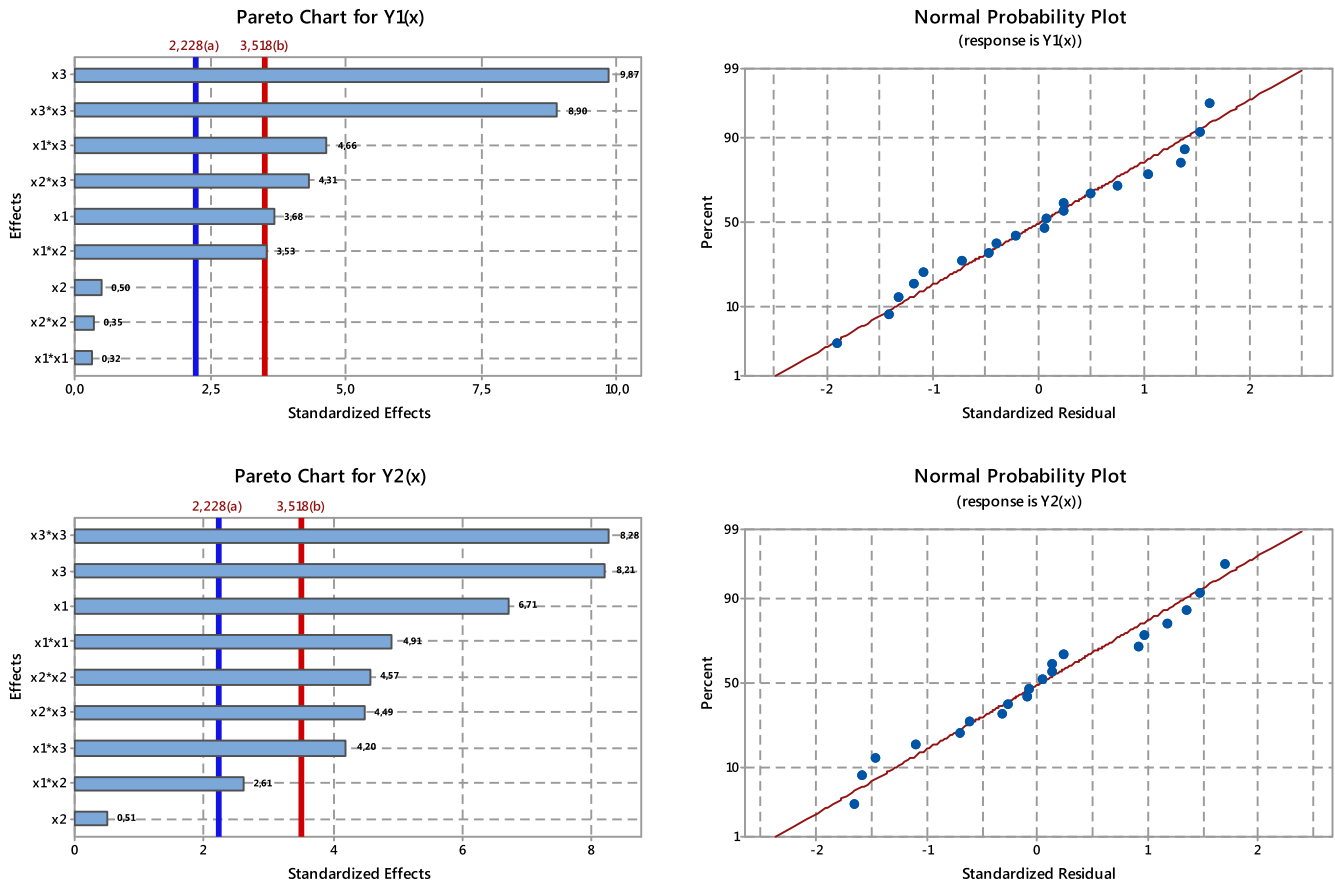 Pareto Chart for Y1(x)
2,228(a) 3,518(b)
Effects
x3 9,87
x3*x3 8,90
x1*x3 4,66
x2*x3 4,31
x1 3,68
x1*x2 3,53
x2 0,50
x2*x2 0,35
x1*x1 0,32
0,0 2,5 5,0 7,5 10,0
Standardized Effects
Normal Probability Plot
(response is Y1(x))
Percent
99
90
50
10
1
-2 -1 0 1 2
Standardized Residual
Pareto Chart for Y2(x)
2,228(a) 3,518(b)
Effects
x3*x3 8,28
x3 8,21
x1 6,71
x1*x1 4,91
x2*x2 4,57
x2*x3 4,49
x1*x3 4,20
x1*x2 2,61
x2 0,51
0 2 4 6 8
Standardized Effects
Normal Probability Plot
(response is Y2(x))
Percent
99
90
50
10
1
-2 -1 0 1 2
Standardized Residual